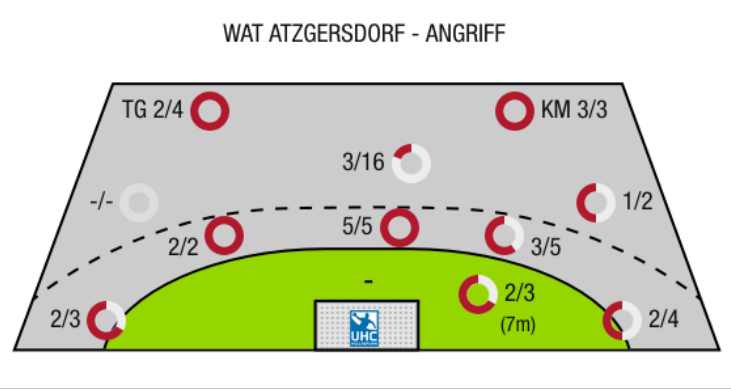 WAT ATZGERSDORF - ANGRIFF
TG 2/4
KM 3/3
3/16
-/-
1/2
2/2
5/5
3/5
-
2/3
2/3
(7m)
2/4
UHC